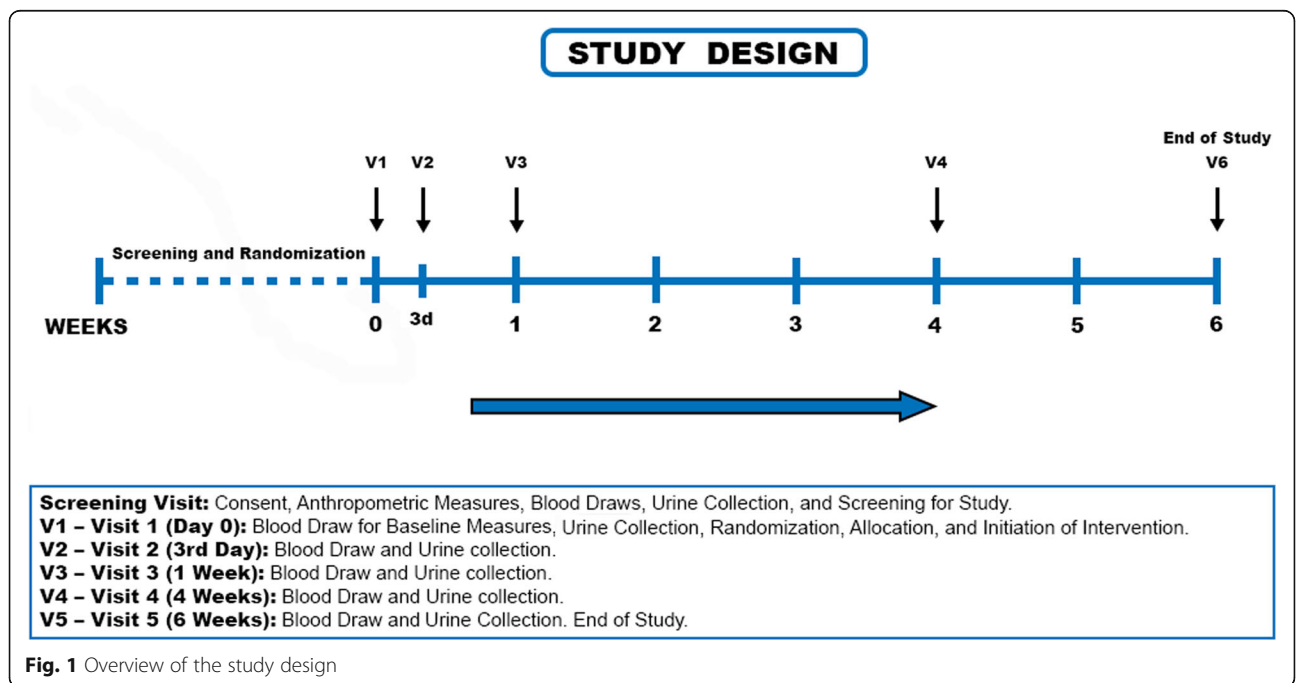 STUDY DESIGN
End of Study
V1 V2 V3 V4 V6
Screening and Randomization
WEEKS 0 3d 1 2 3 4 5 6
Screening Visit: Consent, Anthropometric Measures, Blood Draws, Urine Collection, and Screening for Study.
V1 – Visit 1 (Day 0): Blood Draw for Baseline Measures, Urine Collection, Randomization, Allocation, and Initiation of Intervention.
V2 – Visit 2 (3rd Day): Blood Draw and Urine collection.
V3 – Visit 3 (1 Week): Blood Draw and Urine collection.
V4 – Visit 4 (4 Weeks): Blood Draw and Urine collection.
V5 – Visit 5 (6 Weeks): Blood Draw and Urine Collection. End of Study.
Fig. 1 Overview of the study design